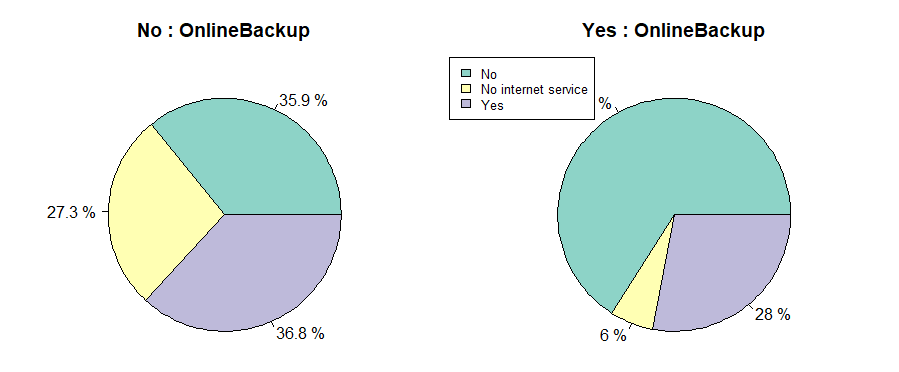 No : OnlineBackup
35.9 %
27.3 %
36.8 %
Yes : OnlineBackup
No
No internet service
Yes
%
6 %
28 %